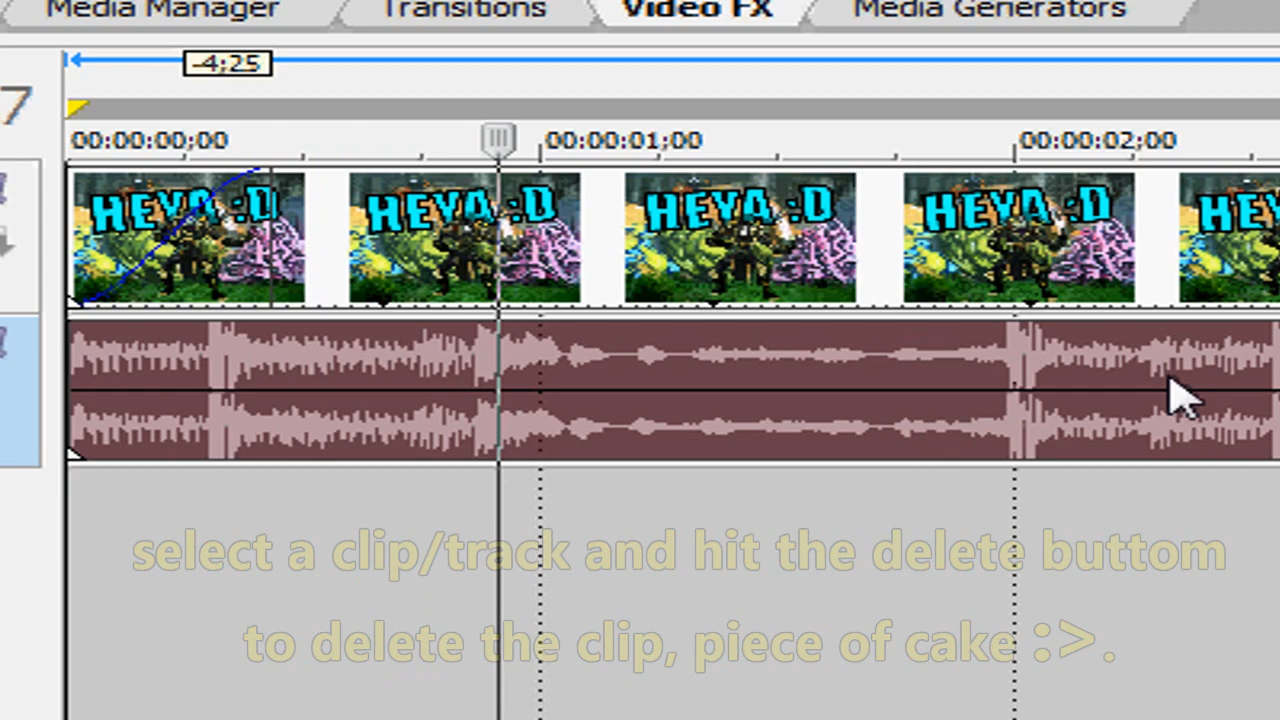 Media Manager Transitions Video FX Media Generators
-4;25
7
00:00:00;00 00:00:01;00 00:00:02;00
HEYA :D HEYA :D HEYA :D HEYA :D HEY
select a clip/track and hit the delete buttom
to delete the clip, piece of cake :>.